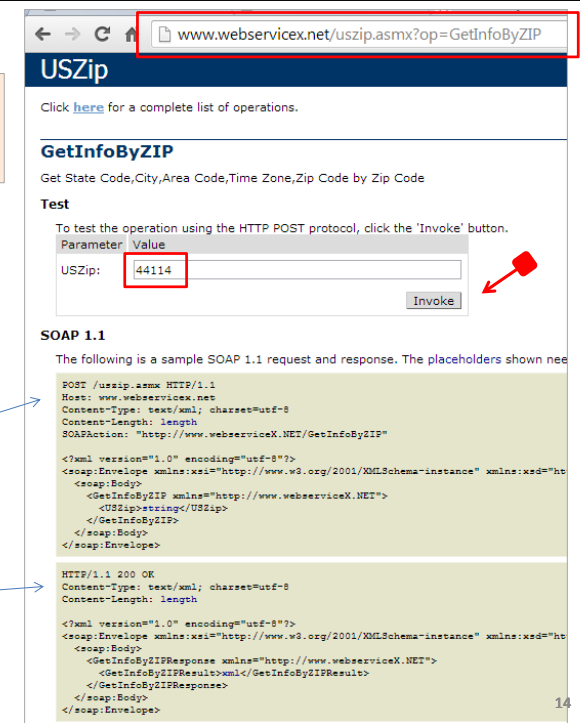 www.webservicex.net/uszip.asmx?op=GetInfoByZIP
USZip
Click here for a complete list of operations.
GetInfoByZIP
Get State Code,City,Area Code,Time Zone,Zip Code by Zip Code
Test
To test the operation using the HTTP POST protocol, click the 'Invoke' button.
Parameter Value
USZip: 44114
Invoke
SOAP 1.1
The following is a sample SOAP 1.1 request and response. The placeholders shown nee
POST /uszip.asmx HTTP/1.1
Host: www.webservicex.net
Content-Type: text/xml; charset=utf-8
Content-Length: length
SOAPAction: "http://www.webserviceX.NET/GetInfoByZIP"
<?xml version="1.0" encoding="utf-8"?>
<soap:Envelope xmlns:xsi="http://www.w3.org/2001/XMLSchema-instance" xmlns:xsd="ht
<soap:Body>
<GetInfoByZIP xmlns="http://www.webserviceX.NET">
<USZip>string</USZip>
</GetInfoByZIP>
</soap:Body>
</soap:Envelope>
HTTP/1.1 200 OK
Content-Type: text/xml; charset=utf-8
Content-Length: length
<?xml version="1.0" encoding="utf-8"?>
<soap:Envelope xmlns:xsi="http://www.w3.org/2001/XMLSchema-instance" xmlns:xsd="ht
<soap:Body>
<GetInfoByZIPResponse xmlns="http://www.webserviceX.NET">
<GetInfoByZIPResult>xml</GetInfoByZIPResult>
</GetInfoByZIPResponse>
</soap:Body>
</soap:Envelope>
14